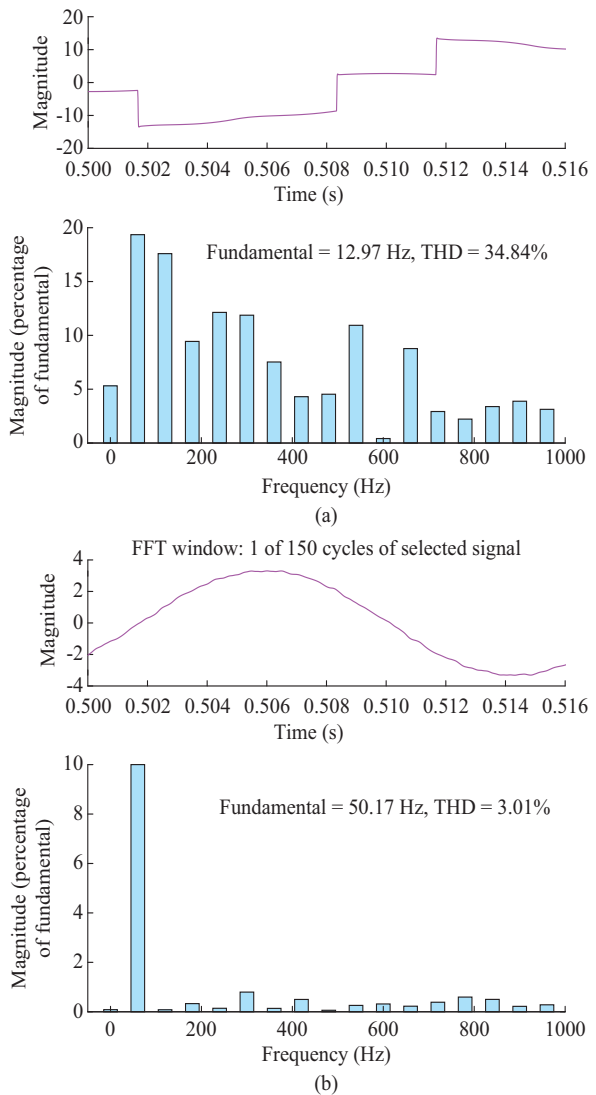 20
10
0
-10
-20
Magnitude
0.500 0.502 0.504 0.506 0.508 0.510 0.512 0.514 0.516
Time (s)
20
15
10
5
0
Magnitude (percentage
of fundamental)
Fundamental = 12.97 Hz, THD = 34.84%
0 200 400 600 800 1000
Frequency (Hz)
(a)
FFT window: 1 of 150 cycles of selected signal
4
2
0
-2
-4
Magnitude
0.500 0.502 0.504 0.506 0.508 0.510 0.512 0.514 0.516
Time (s)
10
8
6
4
2
0
Magnitude (percentage
of fundamental)
Fundamental = 50.17 Hz, THD = 3.01%
0 200 400 600 800 1000
Frequency (Hz)
(b)